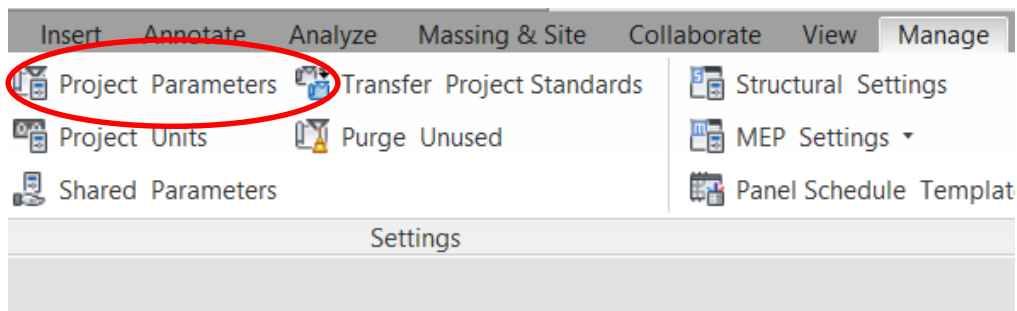 Insert Annotate Analyze Massing & Site Collaborate View Manage
Project Parameters Transfer Project Standards Structural Settings
Project Units Purge Unused MEP Settings
Shared Parameters Panel Schedule Templat
Settings